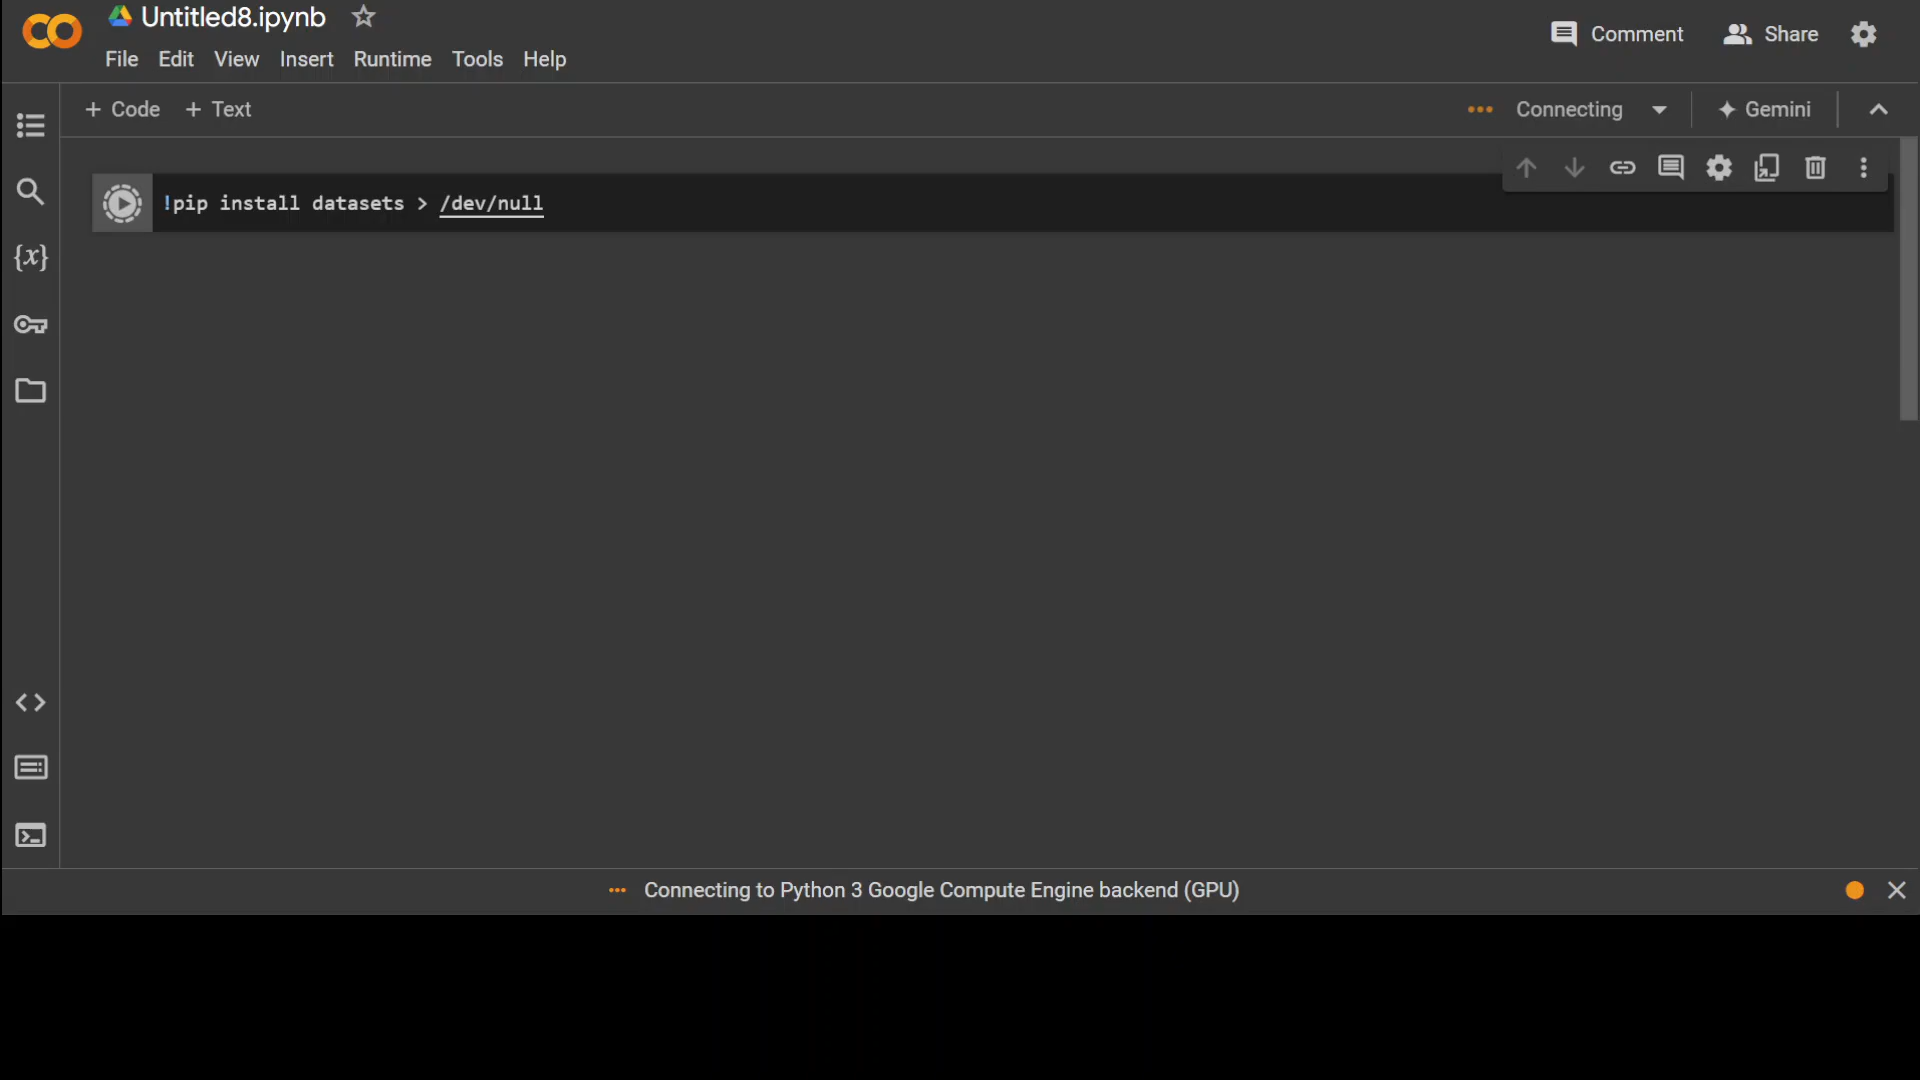 Untitled8.ipynb
Comment
Share
File Edit View Insert Runtime Tools Help
+ Code + Text
Connecting
Gemini
!pip install datasets > /dev/null
{x}
Connecting to Python 3 Google Compute Engine backend (GPU)